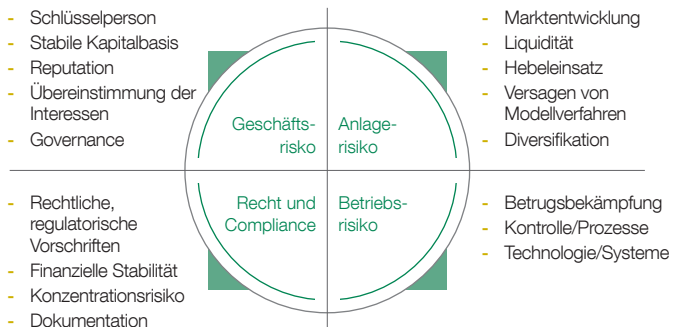 - Schlüsselperson
- Stabile Kapitalbasis
- Reputation
- Übereinstimmung der
Interessen
- Governance
Geschäfts-
risiko
Anlage-
risiko
- Marktentwicklung
- Liquidität
- Hebeleinsatz
- Versagen von
Modellverfahren
- Diversifikation
- Rechtliche,
regulatorische
Vorschriften
- Finanzielle Stabilität
- Konzentrationsrisiko
- Dokumentation
Recht und
Compliance
Betriebs-
risiko
- Betrugsbekämpfung
- Kontrolle/Prozesse
- Technologie/Systeme